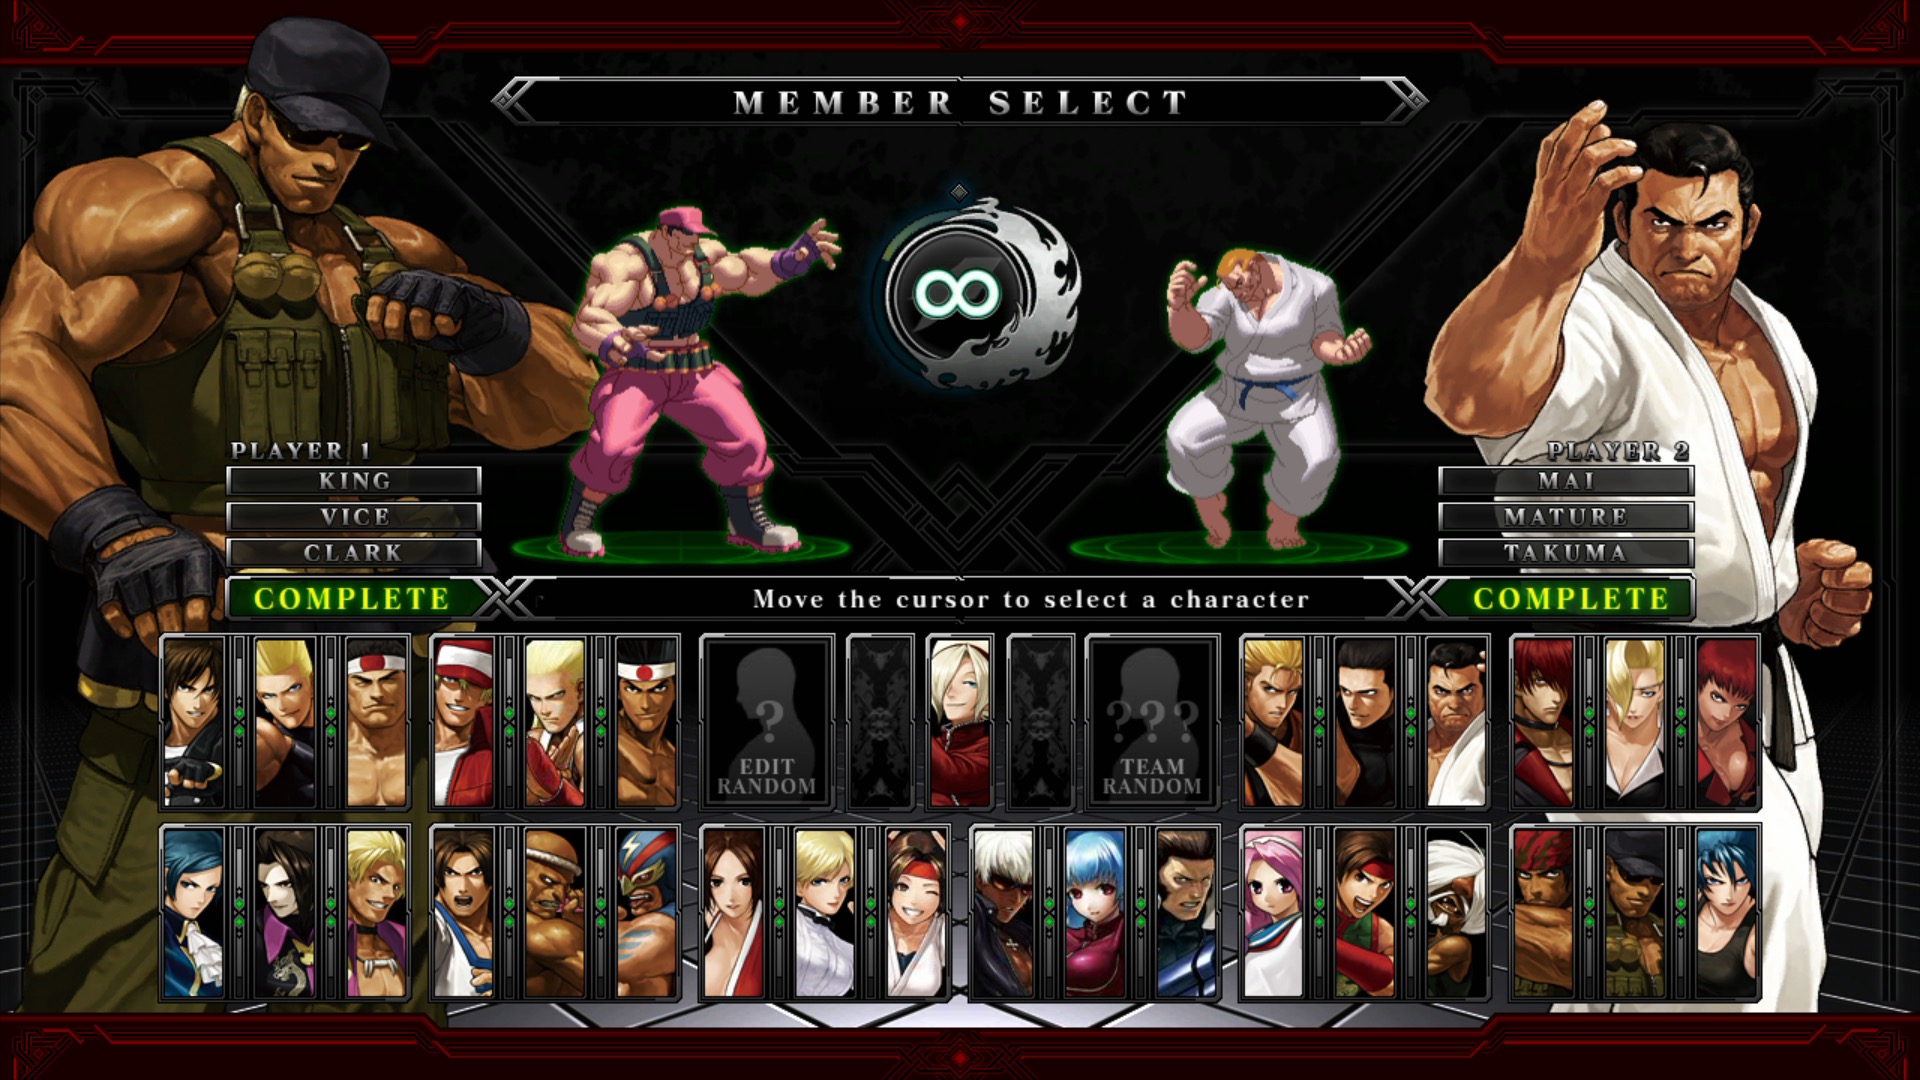 MEMBER SELECT
PLAYER 1
KING
VICE
CLARK
COMPLETE
PLAYER 2
MAI
MATURE
TAKUMA
COMPLETE
Move the cursor to select a character
?
EDIT
RANDOM
???
TEAM
RANDOM